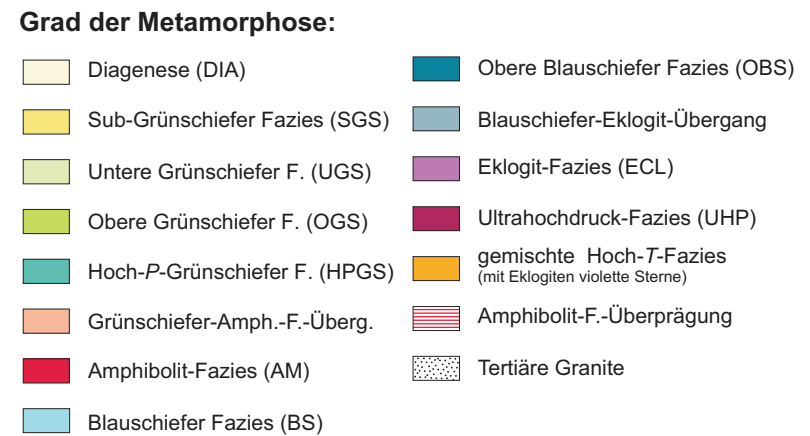 Grad der Metamorphose:
Diagenese (DIA)
Sub-Grünschiefer Fazies (SGS)
Untere Grünschiefer F. (UGS)
Obere Grünschiefer F. (OGS)
Hoch-P-Grünschiefer F. (HPGS)
Grünschiefer-Amph.-F.-Überg.
Amphibolit-Fazies (AM)
Blauschiefer Fazies (BS)
Obere Blauschiefer Fazies (OBS)
Blauschiefer-Eklogit-Übergang
Eklogit-Fazies (ECL)
Ultrahochdruck-Fazies (UHP)
gemischte Hoch-T-Fazies
(mit Eklogiten violette Sterne)
Amphibolit-F.-Überprägung
Tertiäre Granite